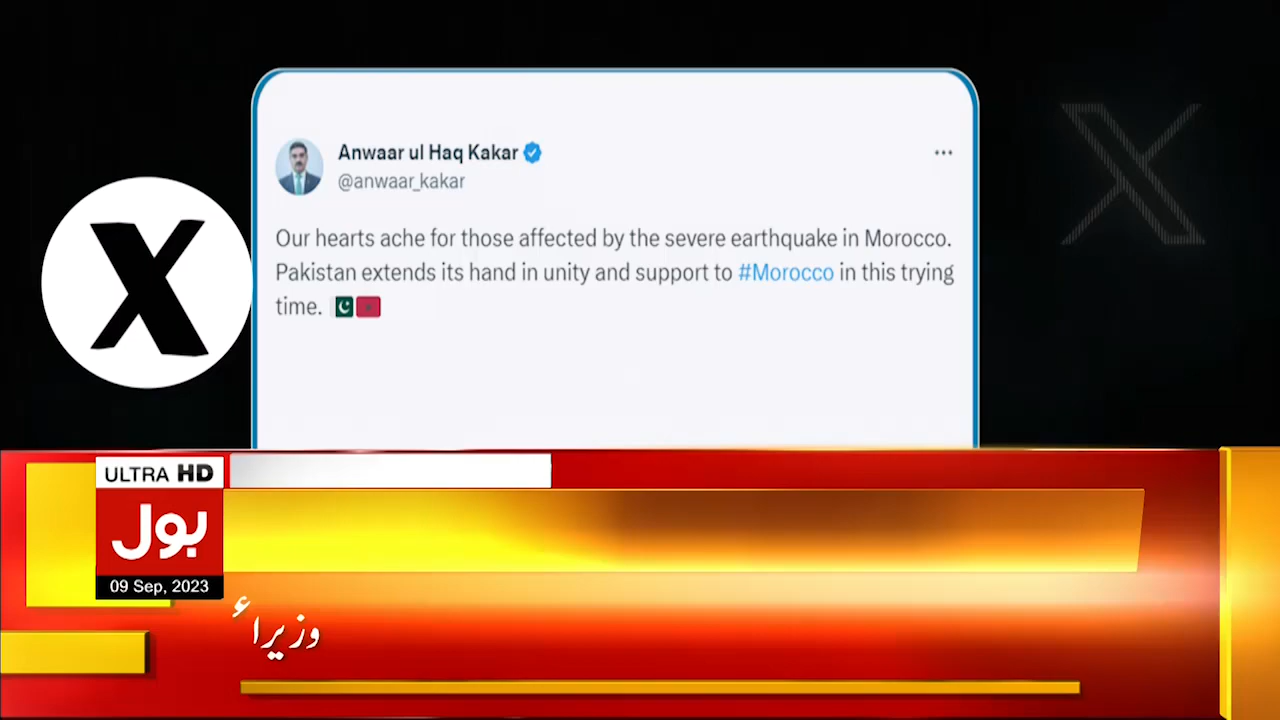 Anwaar ul Haq Kakar
@anwaar_kakar
Our hearts ache for those affected by the severe earthquake in Morocco.
Pakistan extends its hand in unity and support to #Morocco in this trying
time.
X
ULTRA HD
بول
09 Sep, 2023
وزیراء